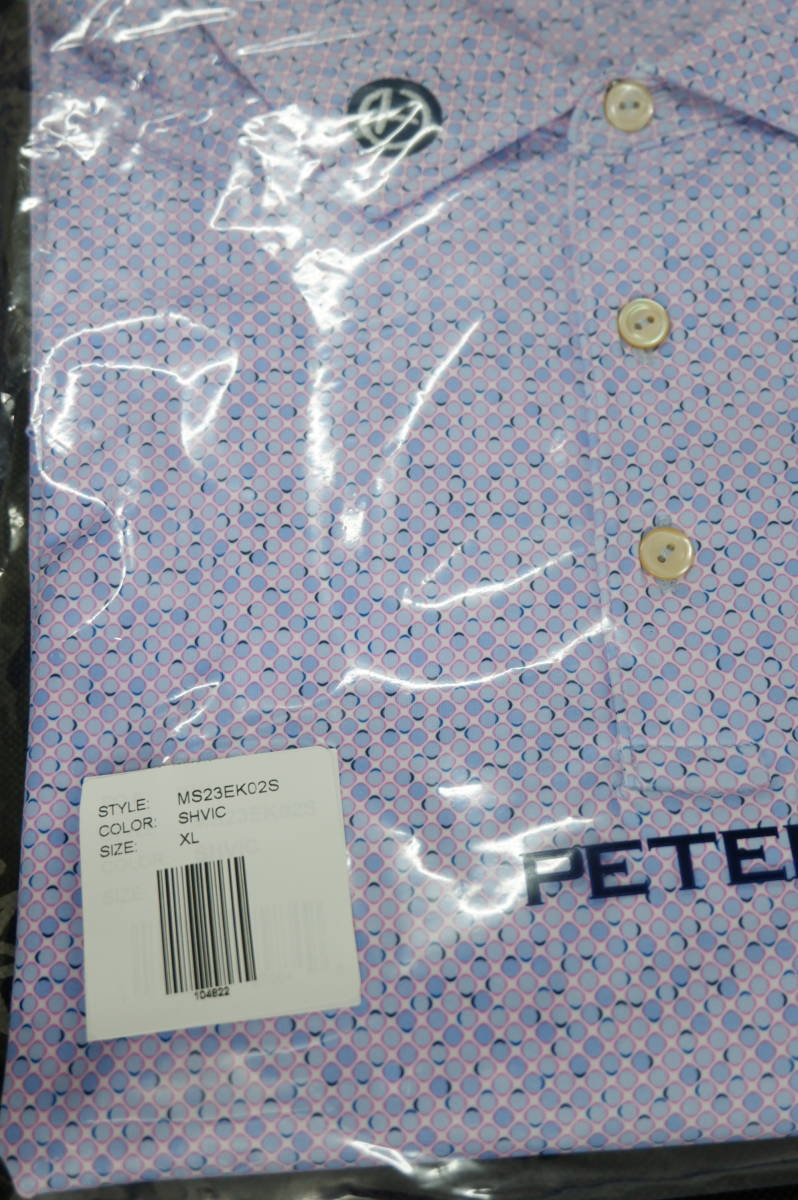 STYLE: MS23EK02S
COLOR: SHVIC
SIZE: XL
104822
PETE